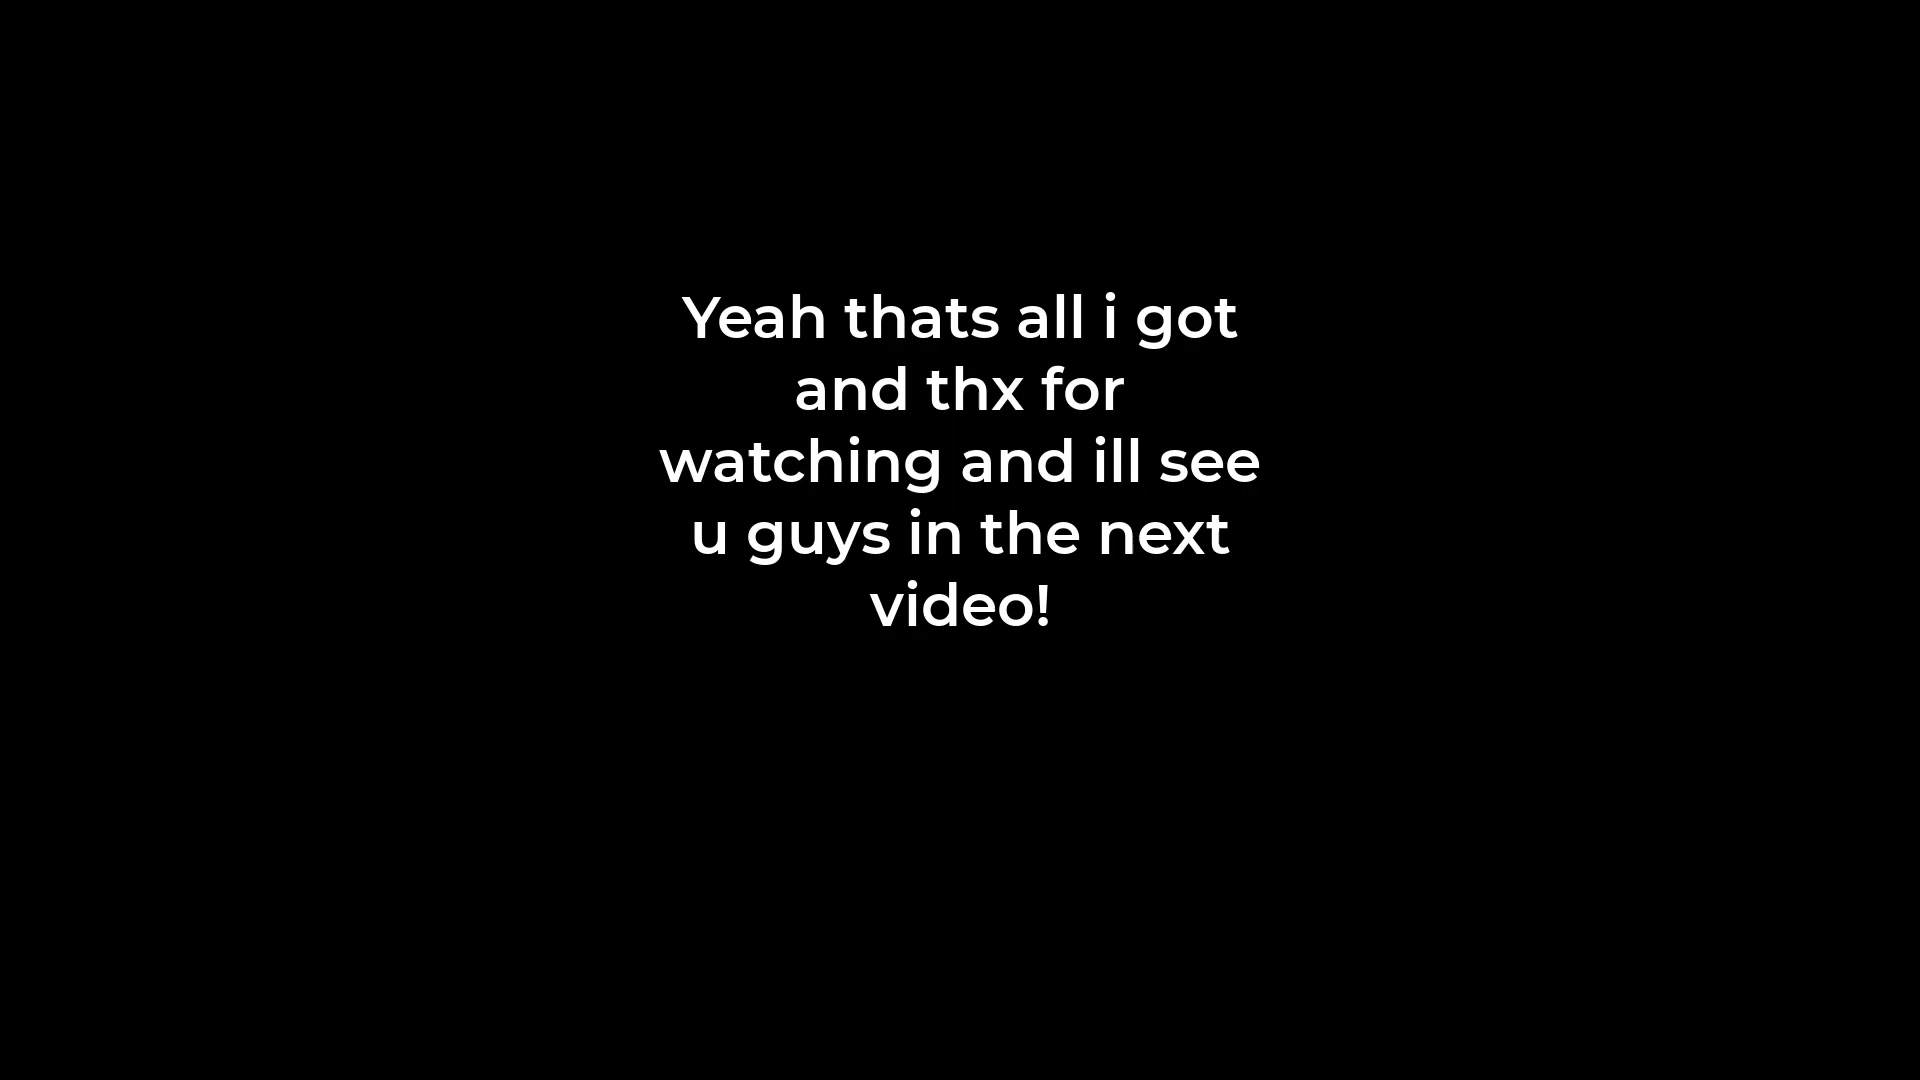 Yeah thats all i got
and thx for
watching and ill see
u guys in the next
video!